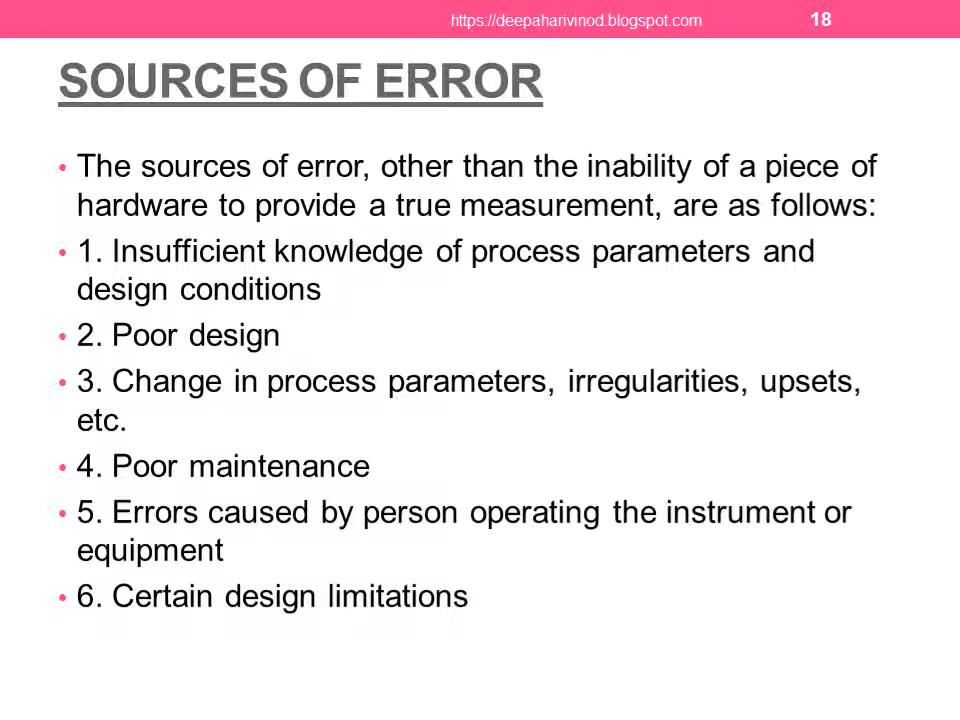 https://deepaharivinod.blogspot.com 18
SOURCES OF ERROR
• The sources of error, other than the inability of a piece of
hardware to provide a true measurement, are as follows:
• 1. Insufficient knowledge of process parameters and
design conditions
• 2. Poor design
• 3. Change in process parameters, irregularities, upsets,
etc.
• 4. Poor maintenance
• 5. Errors caused by person operating the instrument or
equipment
• 6. Certain design limitations